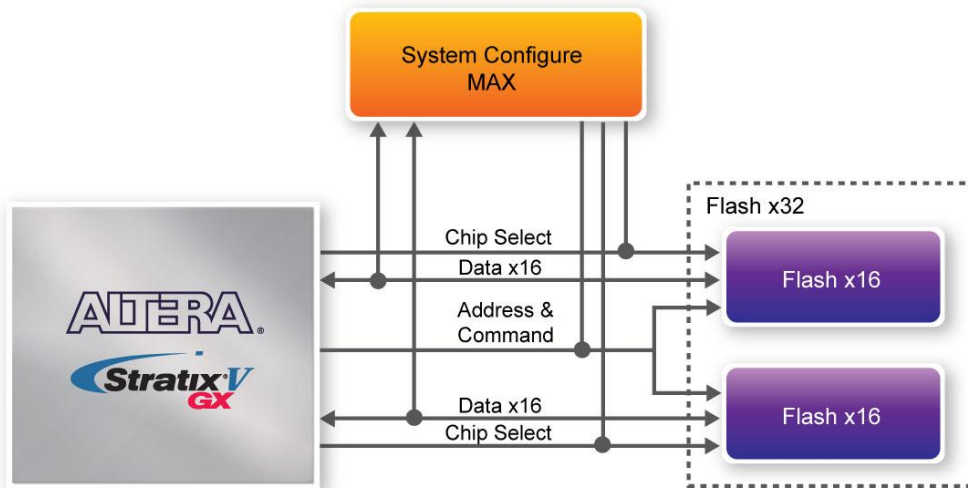 System Configure
MAX
Flash x32
Chip Select
Data x16
Flash x16
Address &
Command
ALTERA®
Stratix® V
GX
Data x16
Chip Select
Flash x16